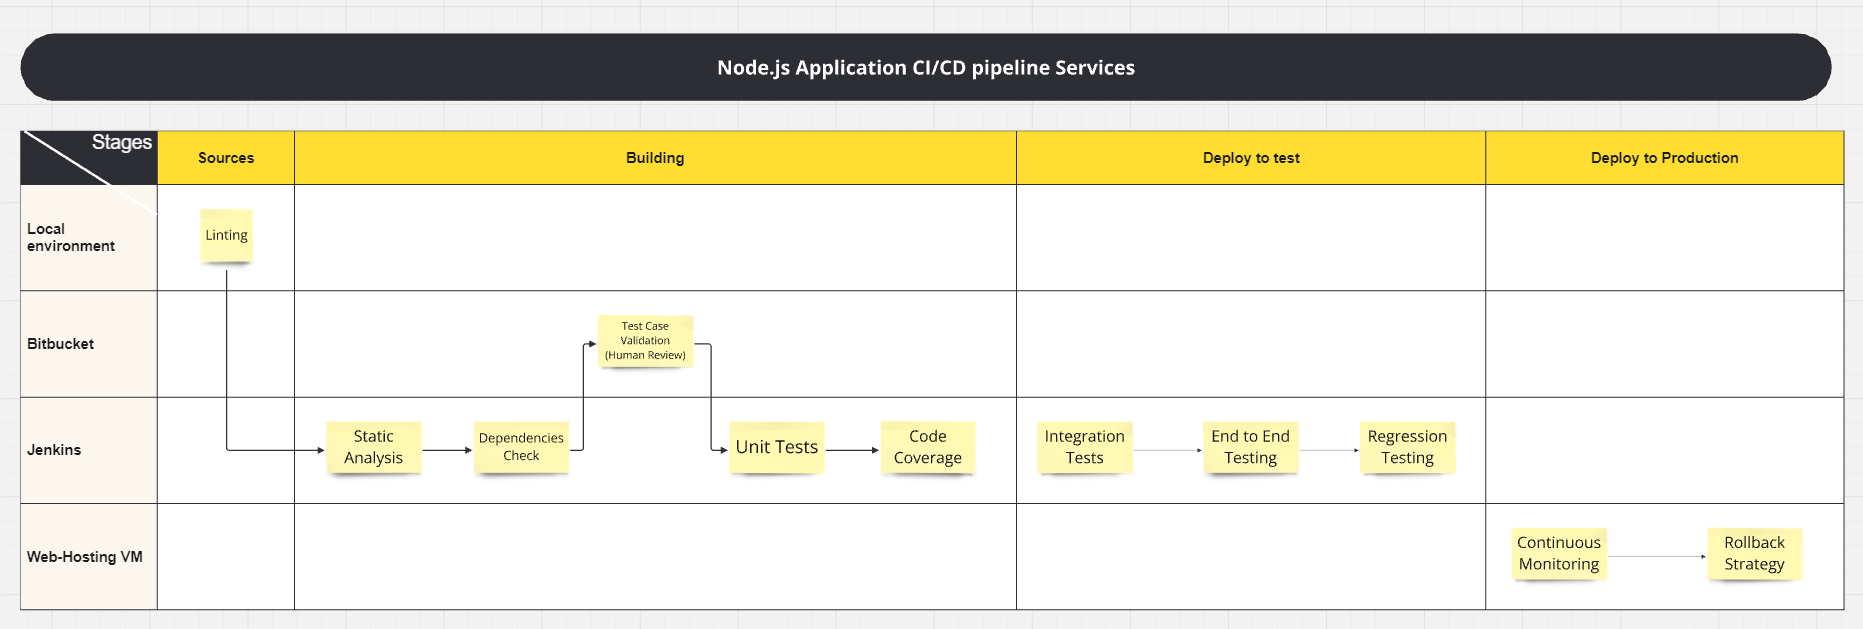 Node.js Application CI/CD pipeline Services
Stages
Sources
Building
Deploy to test
Deploy to Production
Local
environment
Linting
Bitbucket
Test Case
Validation
(Human Review)
Jenkins
Static
Analysis
Dependencies
Check
Unit Tests
Code
Coverage
Integration
Tests
End to End
Testing
Regression
Testing
Web-Hosting VM
Continuous
Monitoring
Rollback
Strategy